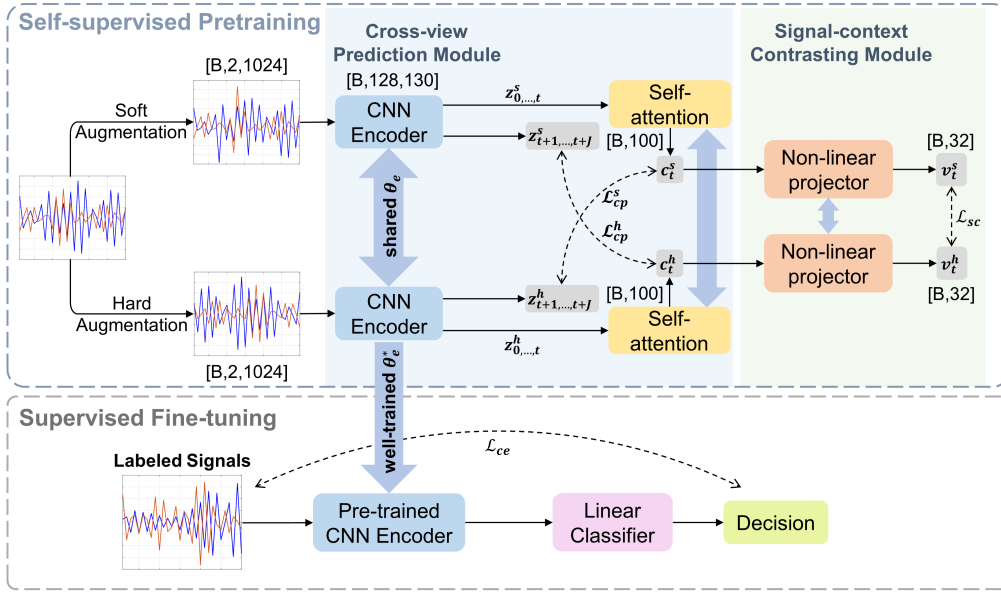 Self-supervised Pretraining
Cross-view
Prediction Module
Signal-context
Contrasting Module
[B,2,1024]
[B,128,130]
Soft
Augmentation
CNN
Encoder
z^s_{0,...,t}
z^s_{t+1,...,t+J}
Self-
attention
[B,100]
c^s_t
Non-linear
projector
[B,32]
v^s_t
shared θ_e
ℒ^s_{cp}
ℒ^h_{cp}
ℒ_{sc}
Hard
Augmentation
[B,2,1024]
CNN
Encoder
z^h_{t+1,...,t+J}
z^h_{0,...,t}
c^h_t
[B,100]
Self-
attention
Non-linear
projector
v^h_t
[B,32]
well-trained θ^*_e
Supervised Fine-tuning
Labeled Signals
ℒ_{ce}
Pre-trained
CNN Encoder
Linear
Classifier
Decision